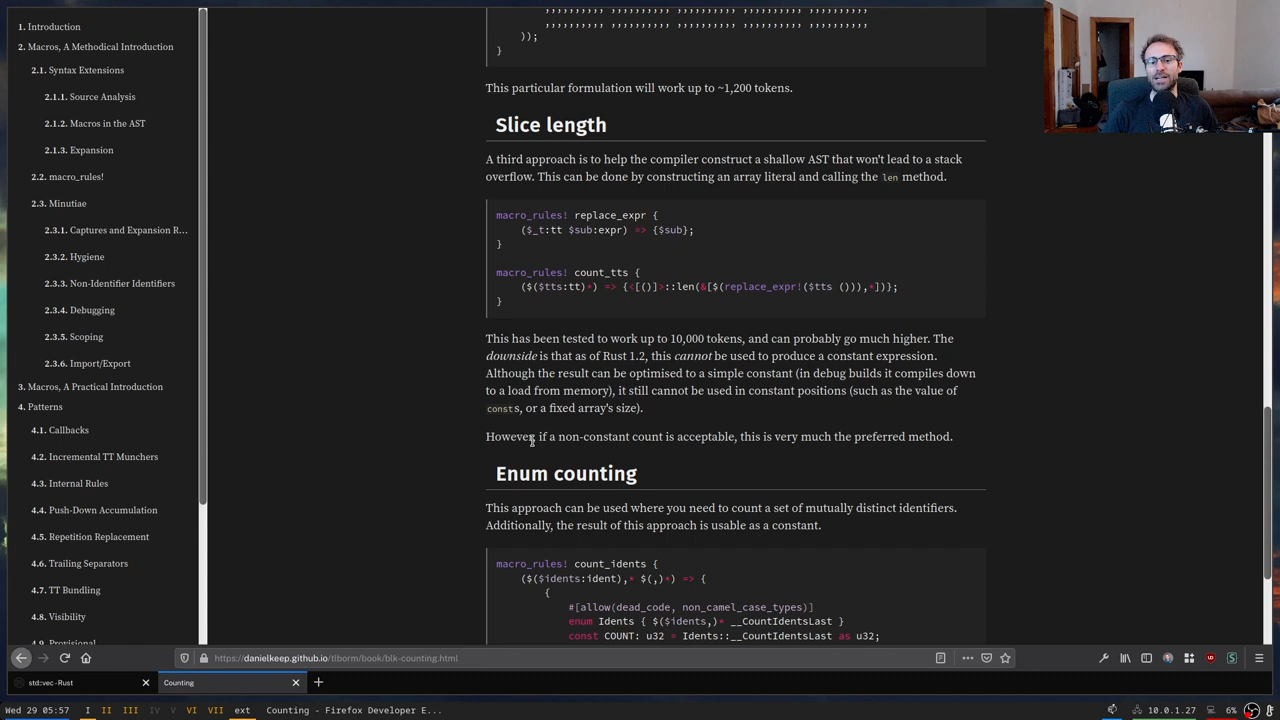 1. Introduction
2. Macros, A Methodical Introduction
2.1. Syntax Extensions
2.1.1. Source Analysis
2.1.2. Macros in the AST
2.1.3. Expansion
2.2. macro_rules!
2.3. Minutiae
2.3.1. Captures and Expansion R...
2.3.2. Hygiene
2.3.3. Non-Identifier Identifiers
2.3.4. Debugging
2.3.5. Scoping
2.3.6. Import/Export
3. Macros, A Practical Introduction
4. Patterns
4.1. Callbacks
4.2. Incremental TT Munchers
4.3. Internal Rules
4.4. Push-Down Accumulation
4.5. Repetition Replacement
4.6. Trailing Separators
4.7. TT Bundling
4.8. Visibility
4.9. Provisional
,,,,,,,,,, ,,,,,,,,,, ,,,,,,,,,, ,,,,,,,,,, ,,,,,,,,,,
,,,,,,,,,, ,,,,,,,,,, ,,,,,,,,,, ,,,,,,,,,, ,,,,,,,,,,
));
}
This particular formulation will work up to ~1,200 tokens.
Slice length
A third approach is to help the compiler construct a shallow AST that won't lead to a stack
overflow. This can be done by constructing an array literal and calling the len method.
macro_rules! replace_expr {
($_t:tt $sub:expr) => {$sub};
}
macro_rules! count_tts {
($($tts:tt)*) => {<[()]>::len(&[$(replace_expr!($tts ())),*])};
}
This has been tested to work up to 10,000 tokens, and can probably go much higher. The
downside is that as of Rust 1.2, this cannot be used to produce a constant expression.
Although the result can be optimised to a simple constant (in debug builds it compiles down
to a load from memory), it still cannot be used in constant positions (such as the value of
consts, or a fixed array's size).
However, if a non-constant count is acceptable, this is very much the preferred method.
Enum counting
This approach can be used where you need to count a set of mutually distinct identifiers.
Additionally, the result of this approach is usable as a constant.
macro_rules! count_idents {
($($idents:ident),* $(,)*) => {
{
#[allow(dead_code, non_camel_case_types)]
enum Idents { $($idents,)* __CountIdentsLast }
const COUNT: u32 = Idents::__CountIdentsLast as u32;
https://danielkeep.github.io/tlborm/book/blk-counting.html
std::vec - Rust
Counting
Wed 29 05:57 I II III IV V VI VII ext Counting - Firefox Developer E... 10.0.1.27 6%